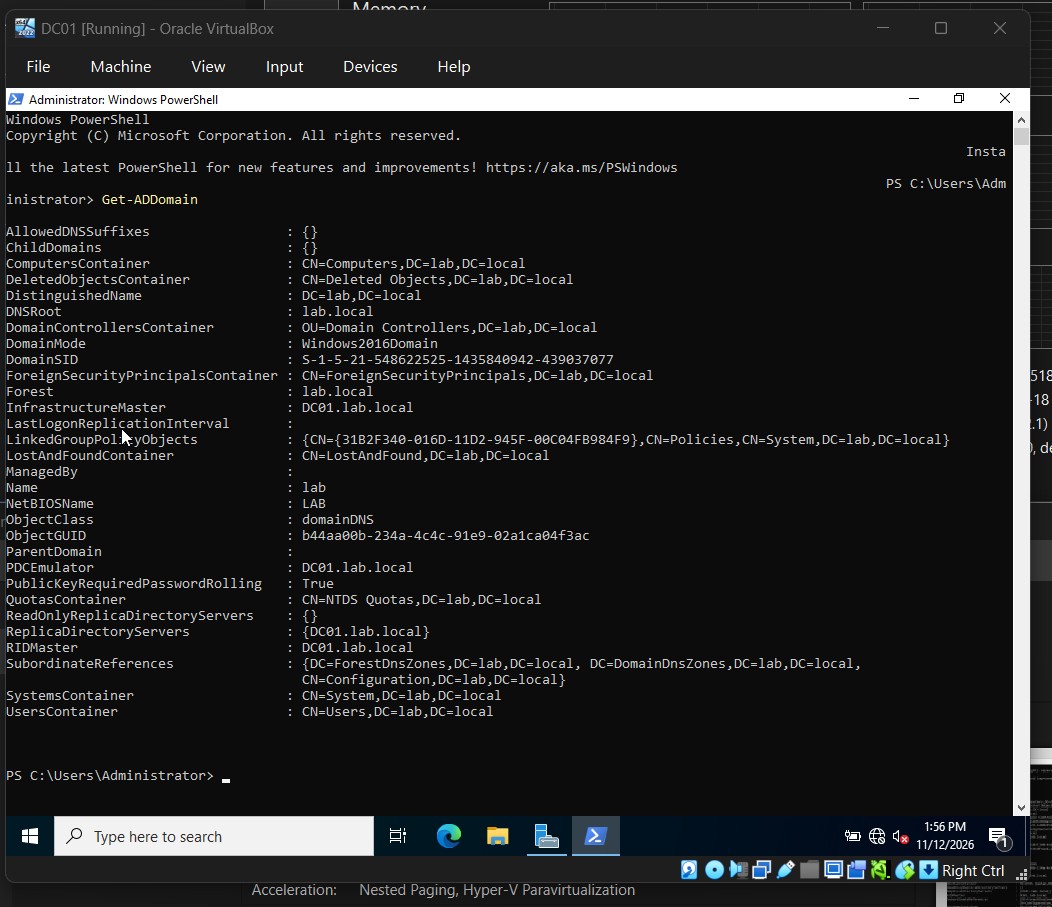 Memory
DC01 [Running] - Oracle VirtualBox
File Machine View Input Devices Help
Administrator: Windows PowerShell
Windows PowerShell
Copyright (C) Microsoft Corporation. All rights reserved.
Insta
ll the latest PowerShell for new features and improvements! https://aka.ms/PSWindows
PS C:\Users\Adm
inistrator> Get-ADDomain
AllowedDNSSuffixes : {}
ChildDomains : {}
ComputersContainer : CN=Computers,DC=lab,DC=local
DeletedObjectsContainer : CN=Deleted Objects,DC=lab,DC=local
DistinguishedName : DC=lab,DC=local
DNSRoot : lab.local
DomainControllersContainer : OU=Domain Controllers,DC=lab,DC=local
DomainMode : Windows2016Domain
DomainSID : S-1-5-21-548622525-1435840942-439037077
ForeignSecurityPrincipalsContainer : CN=ForeignSecurityPrincipals,DC=lab,DC=local
Forest : lab.local
InfrastructureMaster : DC01.lab.local
LastLogonReplicationInterval :
LinkedGroupPolicyObjects : {CN={31B2F340-016D-11D2-945F-00C04FB984F9},CN=Policies,CN=System,DC=lab,DC=local}
LostAndFoundContainer : CN=LostAndFound,DC=lab,DC=local
ManagedBy :
Name : lab
NetBIOSName : LAB
ObjectClass : domainDNS
ObjectGUID : b44aa00b-234a-4c4c-91e9-02a1ca04f3ac
ParentDomain :
PDCEmulator : DC01.lab.local
PublicKeyRequiredPasswordRolling : True
QuotasContainer : CN=NTDS Quotas,DC=lab,DC=local
ReadOnlyReplicaDirectoryServers : {}
ReplicaDirectoryServers : {DC01.lab.local}
RIDMaster : DC01.lab.local
SubordinateReferences : {DC=ForestDnsZones,DC=lab,DC=local, DC=DomainDnsZones,DC=lab,DC=local,
CN=Configuration,DC=lab,DC=local}
SystemsContainer : CN=System,DC=lab,DC=local
UsersContainer : CN=Users,DC=lab,DC=local
PS C:\Users\Administrator>
518
-18
.1)
), de
Type here to search
1:56 PM
11/12/2026
1
Right Ctrl
Acceleration: Nested Paging, Hyper-V Paravirtualization